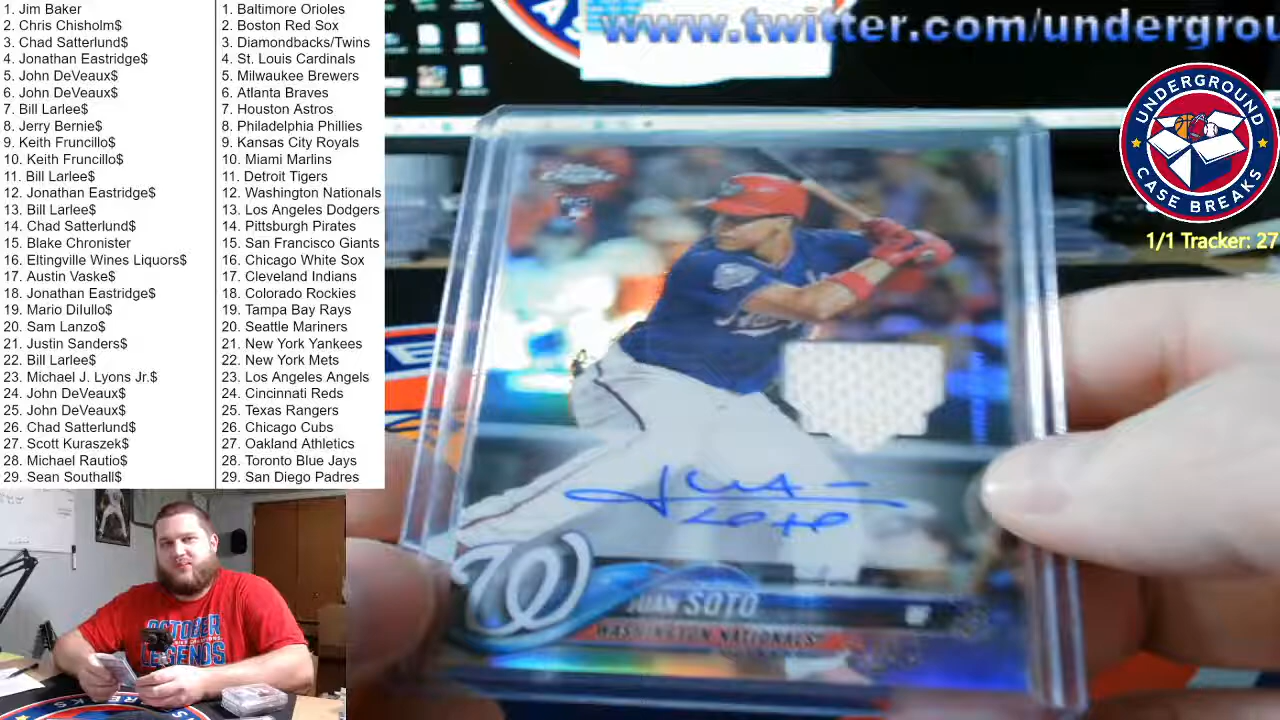 1. Jim Baker
2. Chris Chisholm$
3. Chad Satterlund$
4. Jonathan Eastridge$
5. John DeVeaux$
6. John DeVeaux$
7. Bill Larlee$
8. Jerry Bernie$
9. Keith Fruncillo$
10. Keith Fruncillo$
11. Bill Larlee$
12. Jonathan Eastridge$
13. Bill Larlee$
14. Chad Satterlund$
15. Blake Chronister
16. Eltingville Wines Liquors$
17. Austin Vaske$
18. Jonathan Eastridge$
19. Mario Dilullo$
20. Sam Lanzo$
21. Justin Sanders$
22. Bill Larlee$
23. Michael J. Lyons Jr.$
24. John DeVeaux$
25. John DeVeaux$
26. Chad Satterlund$
27. Scott Kuraszek$
28. Michael Rautio$
29. Sean Southall$
1. Baltimore Orioles
2. Boston Red Sox
3. Diamondbacks/Twins
4. St. Louis Cardinals
5. Milwaukee Brewers
6. Atlanta Braves
7. Houston Astros
8. Philadelphia Phillies
9. Kansas City Royals
10. Miami Marlins
11. Detroit Tigers
12. Washington Nationals
13. Los Angeles Dodgers
14. Pittsburgh Pirates
15. San Francisco Giants
16. Chicago White Sox
17. Cleveland Indians
18. Colorado Rockies
19. Tampa Bay Rays
20. Seattle Mariners
21. New York Yankees
22. New York Mets
23. Los Angeles Angels
24. Cincinnati Reds
25. Texas Rangers
26. Chicago Cubs
27. Oakland Athletics
28. Toronto Blue Jays
29. San Diego Padres
www.twitter.com/undergrou
UNDERGROUND
CASE BREAKS
1/1 Tracker: 27
Chrome
RC
W
JUAN SOTO
WASHINGTON NATIONALS
OCTOBER
LEGENDS